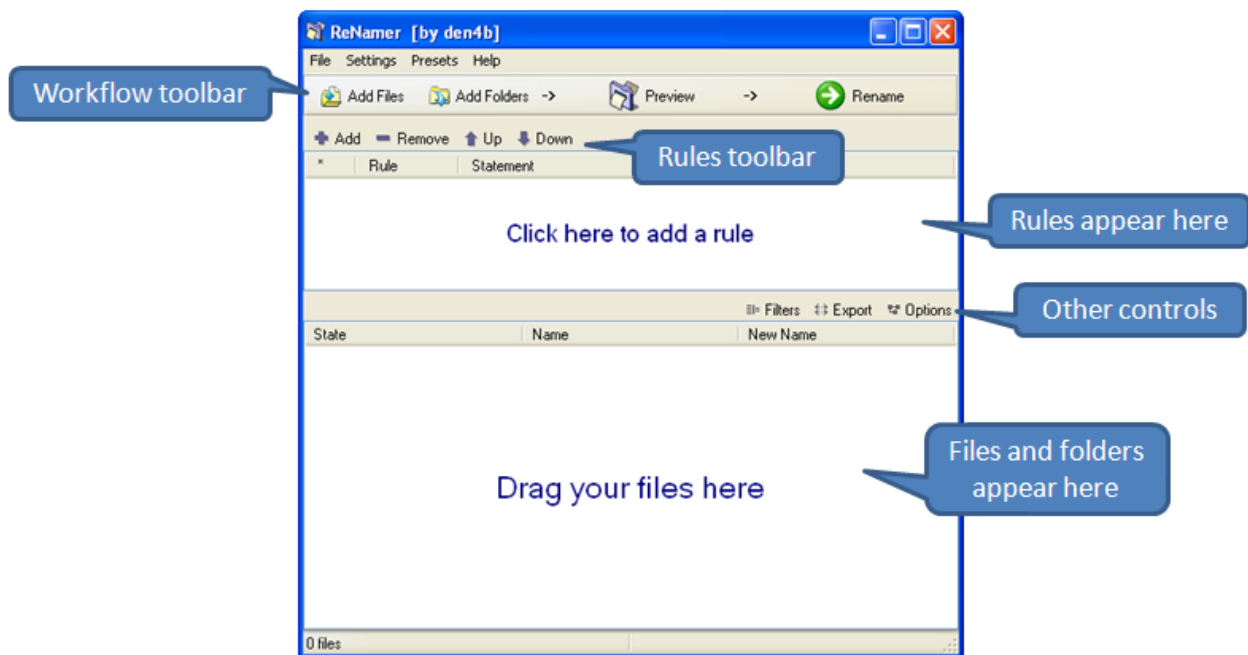 ReNamer [by den4b]
File Settings Presets Help
Workflow toolbar
Add Files Add Folders -> Preview -> Rename
Add Remove Up Down
Rules toolbar
* Rule Statement
Click here to add a rule
Rules appear here
Filters Export Options
Other controls
State Name New Name
Drag your files here
Files and folders
appear here
0 files